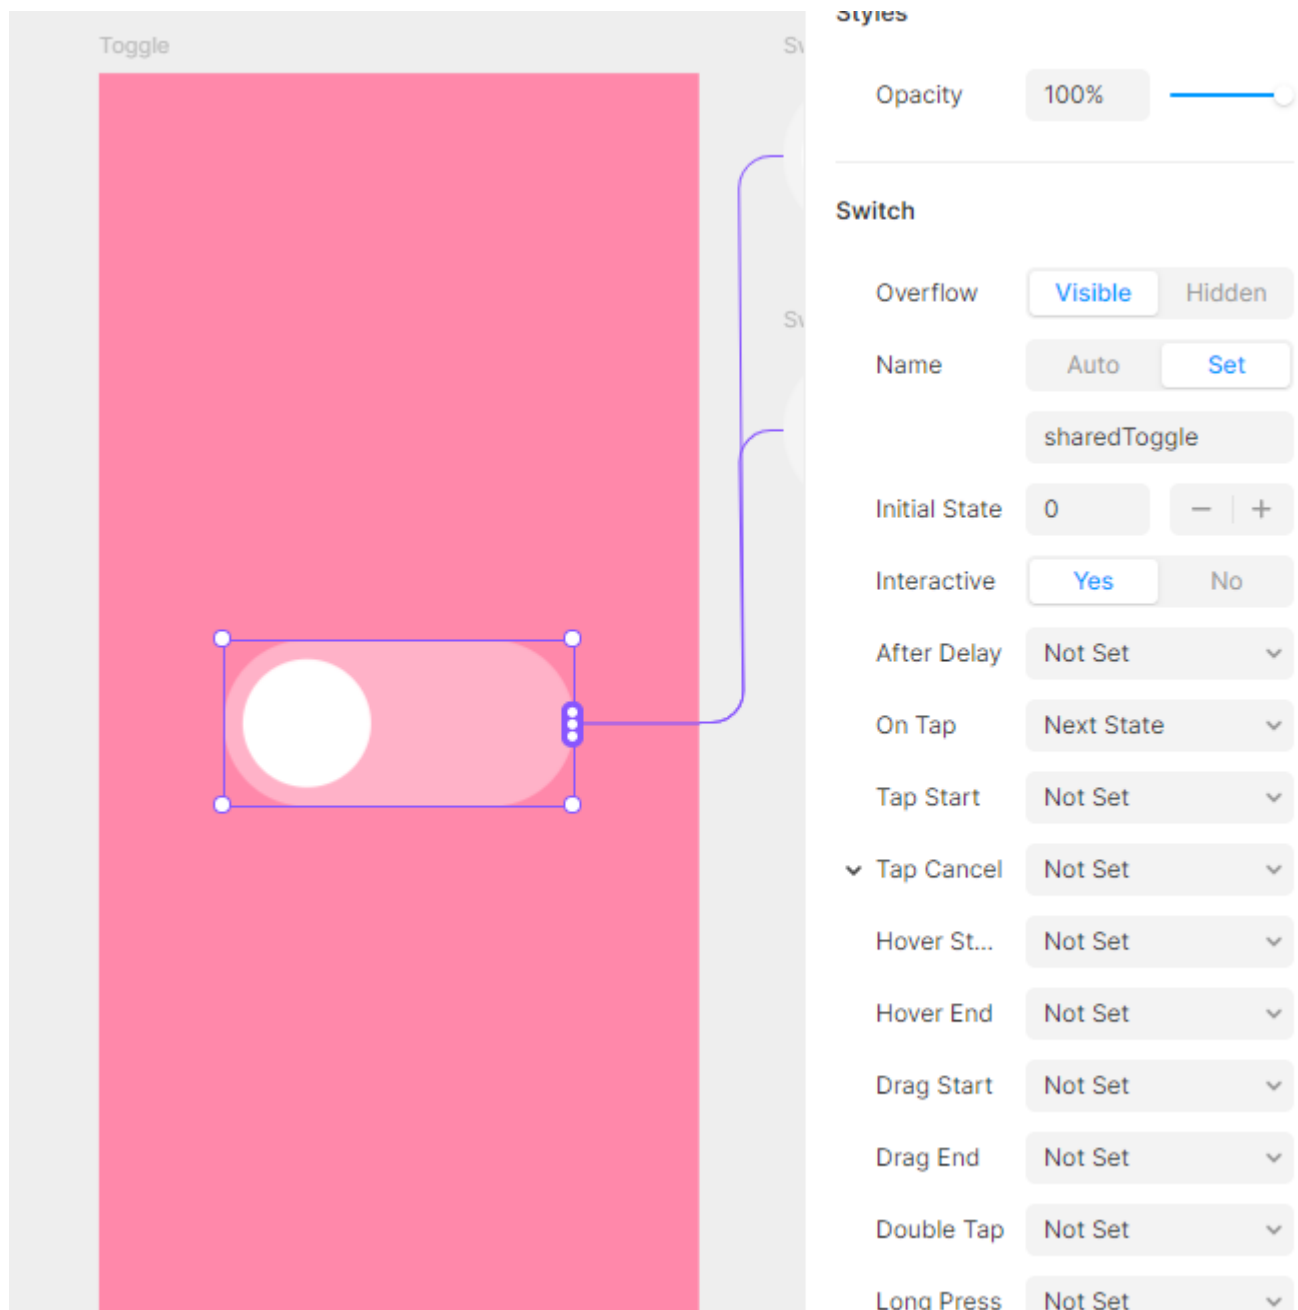 Toggle
Styles
Opacity 100%
Switch
Overflow Visible Hidden
Name Auto Set
sharedToggle
Initial State 0
Interactive Yes No
After Delay Not Set
On Tap Next State
Tap Start Not Set
Tap Cancel Not Set
Hover St...
Not Set
Hover End Not Set
Drag Start Not Set
Drag End Not Set
Double Tap Not Set
Long Press Not Set